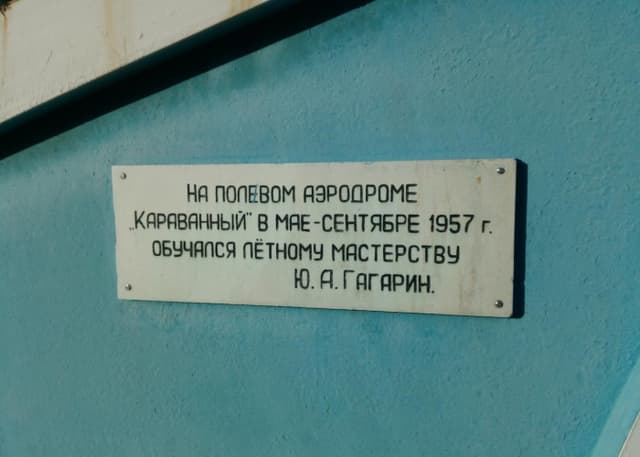 НА ПОЛЕВОМ АЭРОДРОМЕ
„КАРАВАННЫЙ" В МАЕ-СЕНТЯБРЕ 1957 г.
ОБУЧАЛСЯ ЛЁТНОМУ МАСТЕРСТВУ
Ю. А. ГАГАРИН.